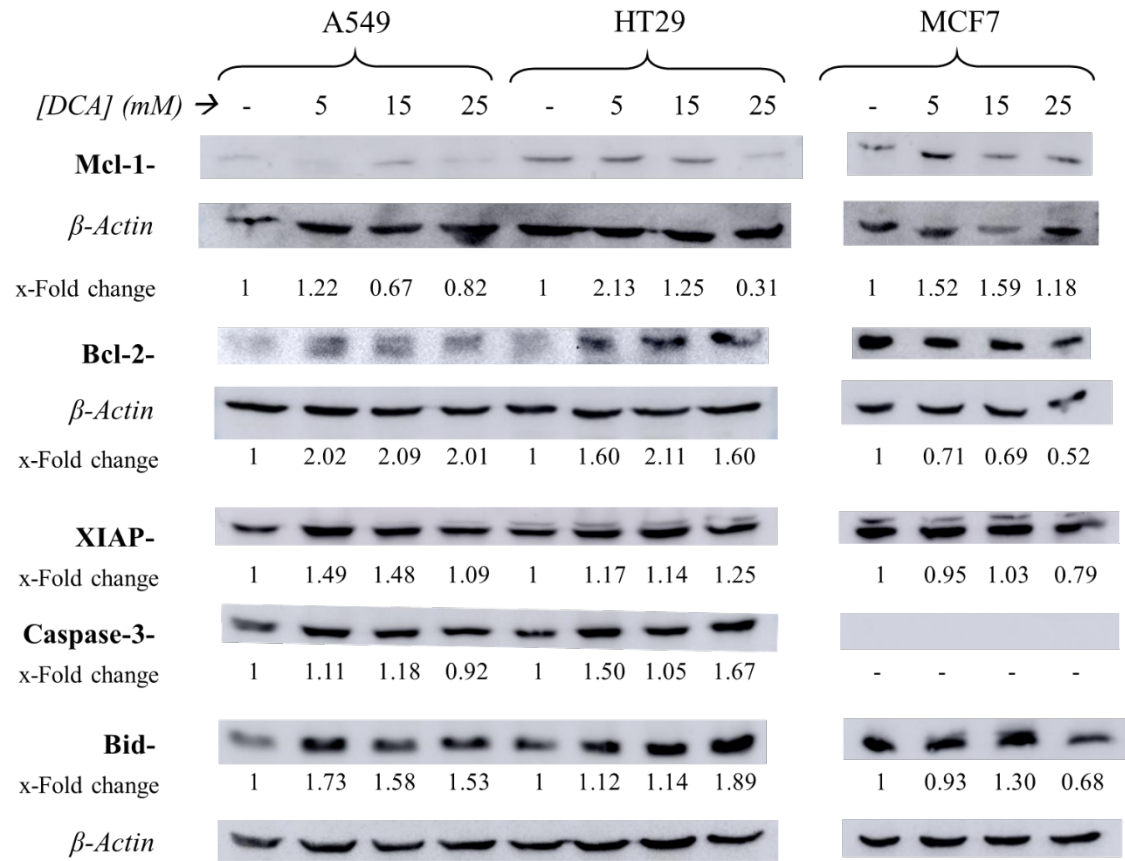 A549 HT29 MCF7
[DCA] (mM) → - 5 15 25 - 5 15 25 - 5 15 25
Mcl-1-
β-Actin
x-Fold change 1 1.22 0.67 0.82 1 2.13 1.25 0.31 1 1.52 1.59 1.18
Bcl-2-
β-Actin
x-Fold change 1 2.02 2.09 2.01 1 1.60 2.11 1.60 1 0.71 0.69 0.52
XIAP-
x-Fold change 1 1.49 1.48 1.09 1 1.17 1.14 1.25 1 0.95 1.03 0.79
Caspase-3-
x-Fold change 1 1.11 1.18 0.92 1 1.50 1.05 1.67 - - - -
Bid-
x-Fold change 1 1.73 1.58 1.53 1 1.12 1.14 1.89 1 0.93 1.30 0.68
β-Actin